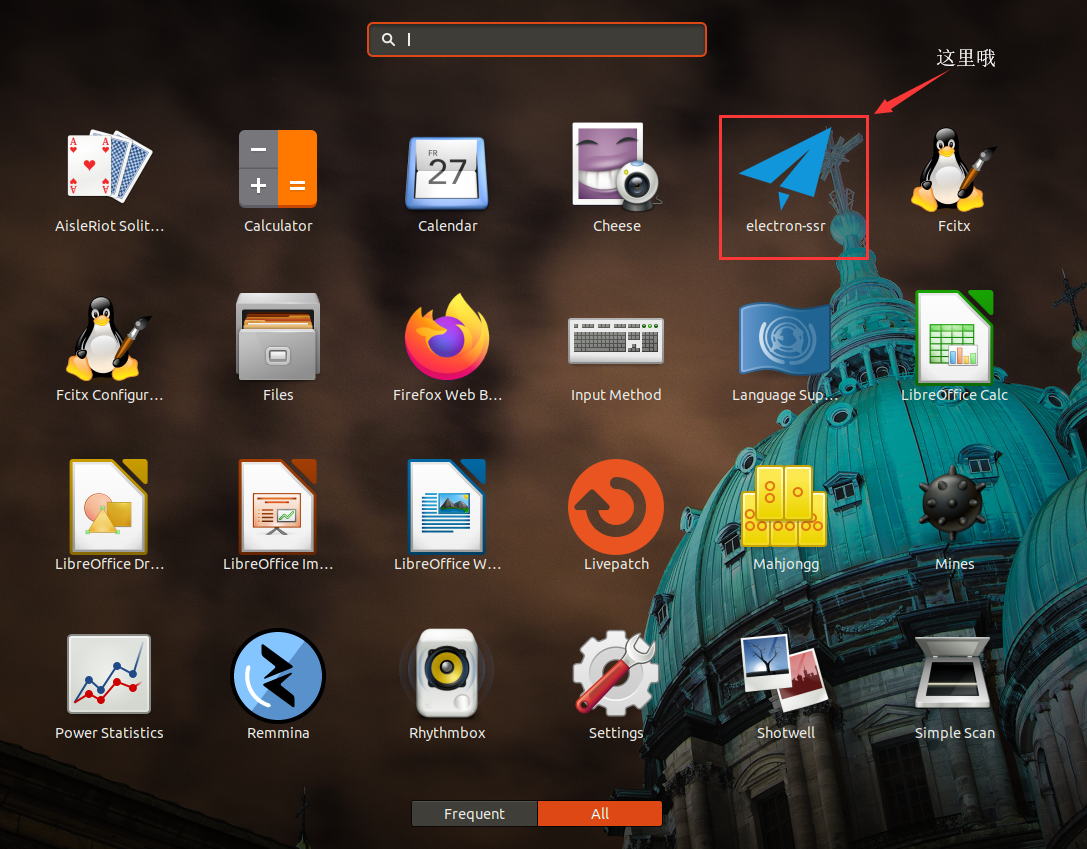 这里哦
FR
27
AisleRiot Solit…
Calculator
Calendar
Cheese
electron-ssr
Fcitx
Fcitx Configur…
Files
Firefox Web B…
Input Method
Language Sup…
LibreOffice Calc
LibreOffice Dr…
LibreOffice Im…
LibreOffice W…
Livepatch
Mahjongg
Mines
Power Statistics
Remmina
Rhythmbox
Settings
Shotwell
Simple Scan
Frequent
All